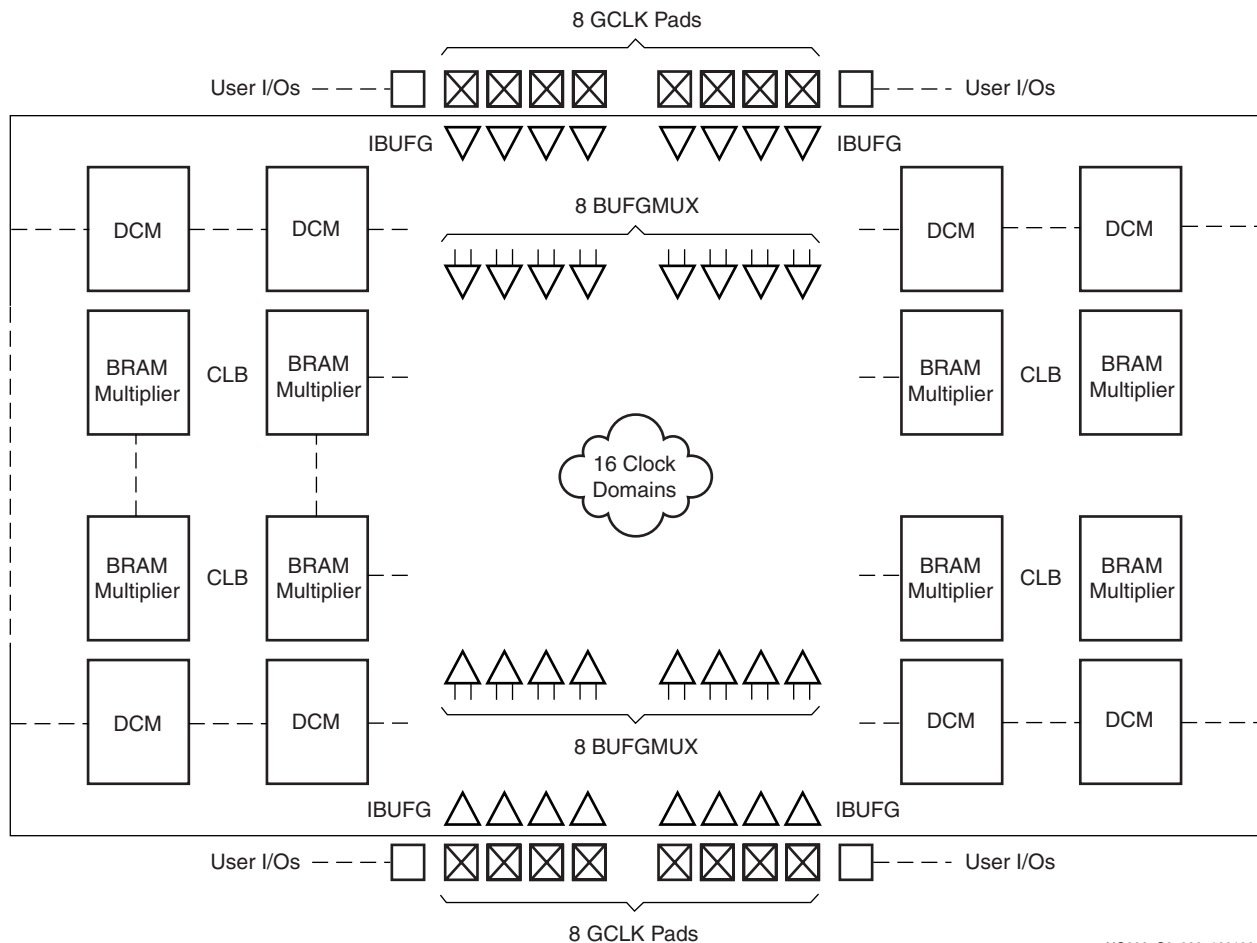 8 GCLK Pads
User I/Os
User I/Os
IBUFG
IBUFG
DCM
DCM
8 BUFGMUX
DCM
DCM
BRAM
Multiplier
CLB
BRAM
Multiplier
BRAM
Multiplier
CLB
BRAM
Multiplier
16 Clock
Domains
BRAM
Multiplier
CLB
BRAM
Multiplier
BRAM
Multiplier
CLB
BRAM
Multiplier
DCM
DCM
8 BUFGMUX
DCM
DCM
IBUFG
IBUFG
User I/Os
User I/Os
8 GCLK Pads